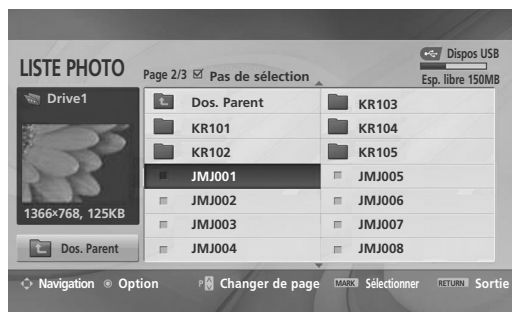 Dispos USB
LISTE PHOTO
Page 2/3 Pas de sélection
Esp. libre 150MB
Drive1
Dos. Parent
KR103
KR101
KR104
KR102
KR105
JMJ001
JMJ005
JMJ002
JMJ006
1366×768, 125KB
JMJ003
JMJ007
Dos. Parent
JMJ004
JMJ008
Navigation Option P Changer de page MARK Sélectionner RETURN Sortie